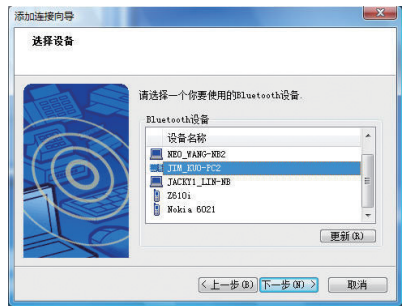 添加连接向导
选择设备
请选择一个你要使用的Bluetooth设备.
Bluetooth设备
设备名称
NEO_WANG-NB2
JIM_KUO-PC2
JACKY1_LIN-NB
Z610i
Nokia 6021
更新(R)
<上一步(B) 下一步(N)> 取消